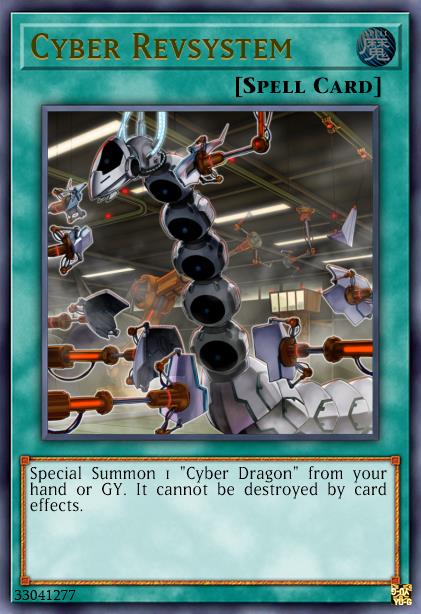 Cyber Revsystem
魔
[Spell Card]
Special Summon 1 "Cyber Dragon" from your
hand or GY. It cannot be destroyed by card
effects.
33041277